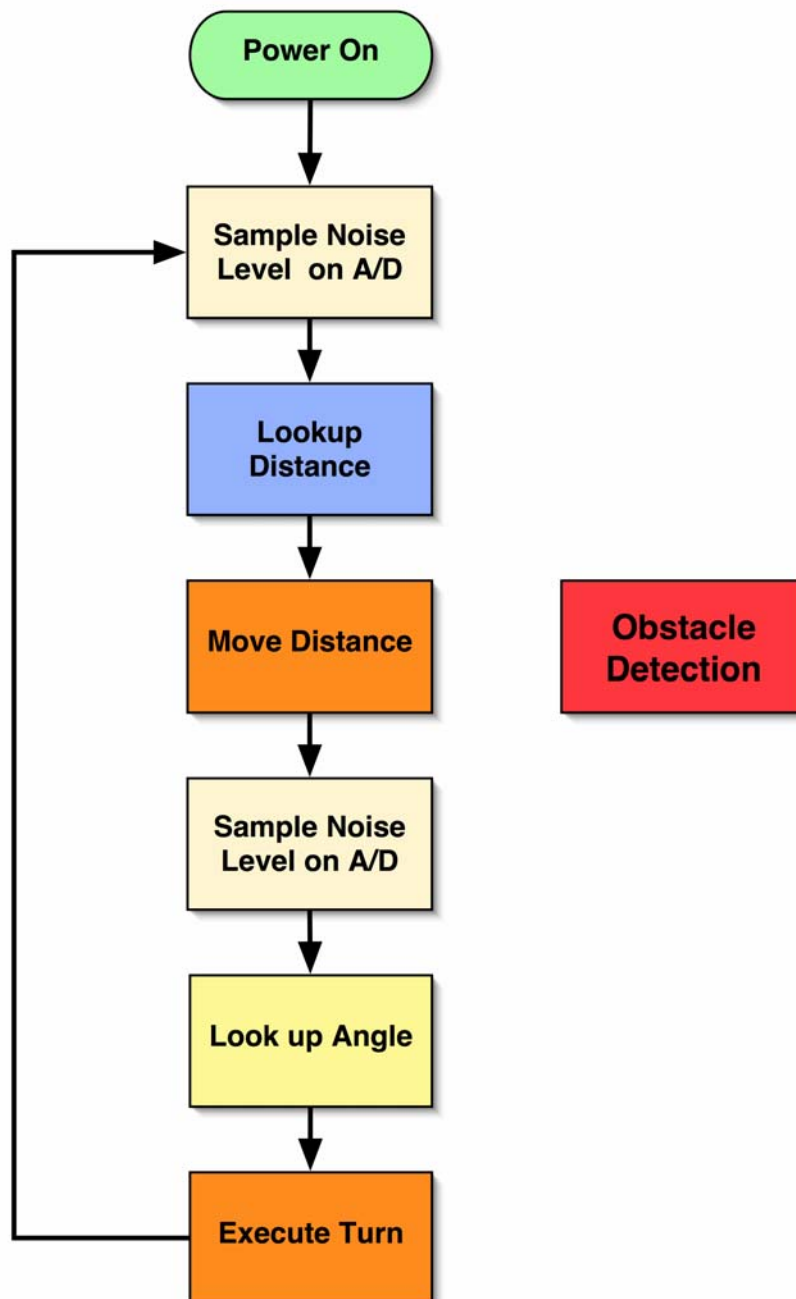 Power On
Sample Noise
Level on A/D
Lookup
Distance
Move Distance
Obstacle
Detection
Sample Noise
Level on A/D
Look up Angle
Execute Turn